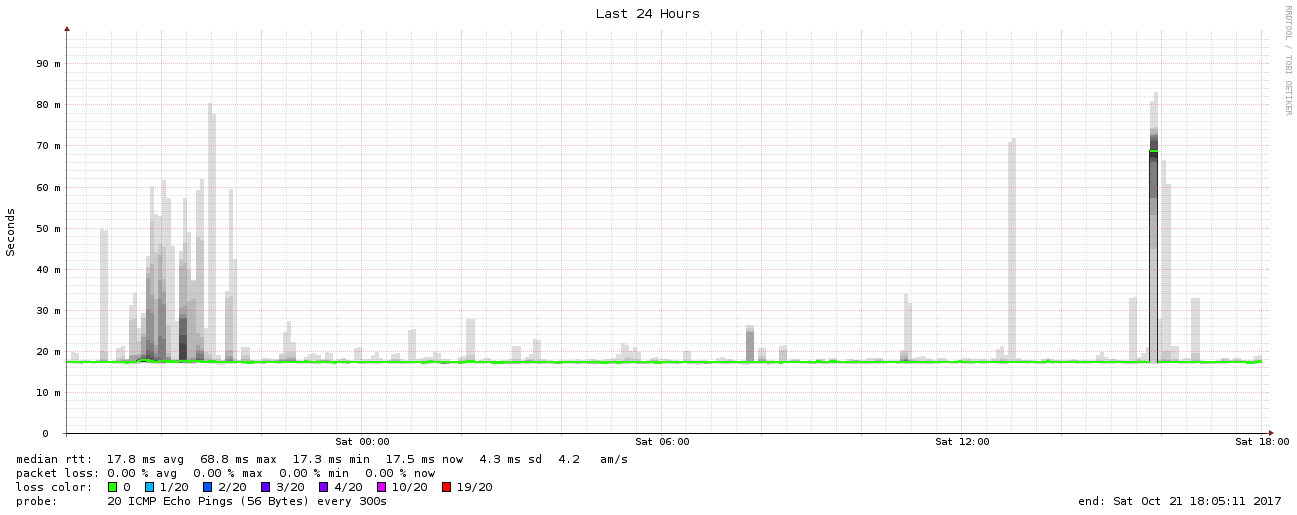 Last 24 Hours
RRDTOOL / TOBI OETIKER
Seconds
90 m
80 m
70 m
60 m
50 m
40 m
30 m
20 m
10 m
0
Sat 00:00 Sat 06:00 Sat 12:00 Sat 18:00
median rtt: 17.8 ms avg 68.8 ms max 17.3 ms min 17.5 ms now 4.3 ms sd 4.2 am/s
packet loss: 0.00 % avg 0.00 % max 0.00 % min 0.00 % now
loss color: 0 1/20 2/20 3/20 4/20 10/20 19/20
probe: 20 ICMP Echo Pings (56 Bytes) every 300s end: Sat Oct 21 18:05:11 2017